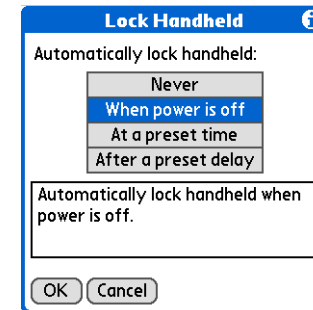 Lock Handheld
Automatically lock handheld:
Never
When power is off
At a preset time
After a preset delay
Automatically lock handheld when
power is off.
OK Cancel